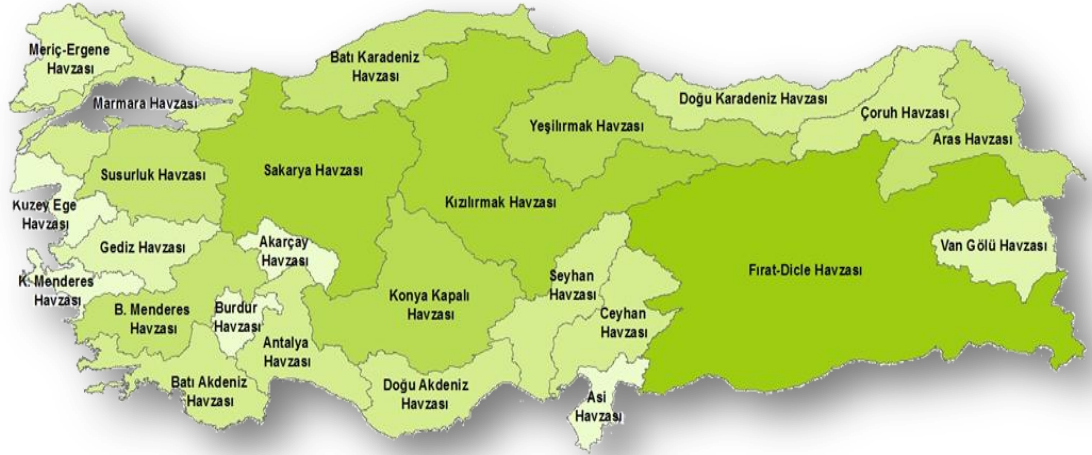 Meriç-Ergene
Havzası
Marmara Havzası
Batı Karadeniz
Havzası
Doğu Karadeniz Havzası
Çoruh Havzası
Aras Havzası
Yeşilırmak Havzası
Susurluk Havzası
Sakarya Havzası
Kızılırmak Havzası
Kuzey Ege
Havzası
Gediz Havzası
Akarçay
Havzası
Van Gölü Havzası
Fırat-Dicle Havzası
K. Menderes
Havzası
B. Menderes
Havzası
Burdur
Havzası
Konya Kapalı
Havzası
Seyhan
Havzası
Ceyhan
Havzası
Antalya
Havzası
Batı Akdeniz
Havzası
Doğu Akdeniz
Havzası
Asi
Havzası